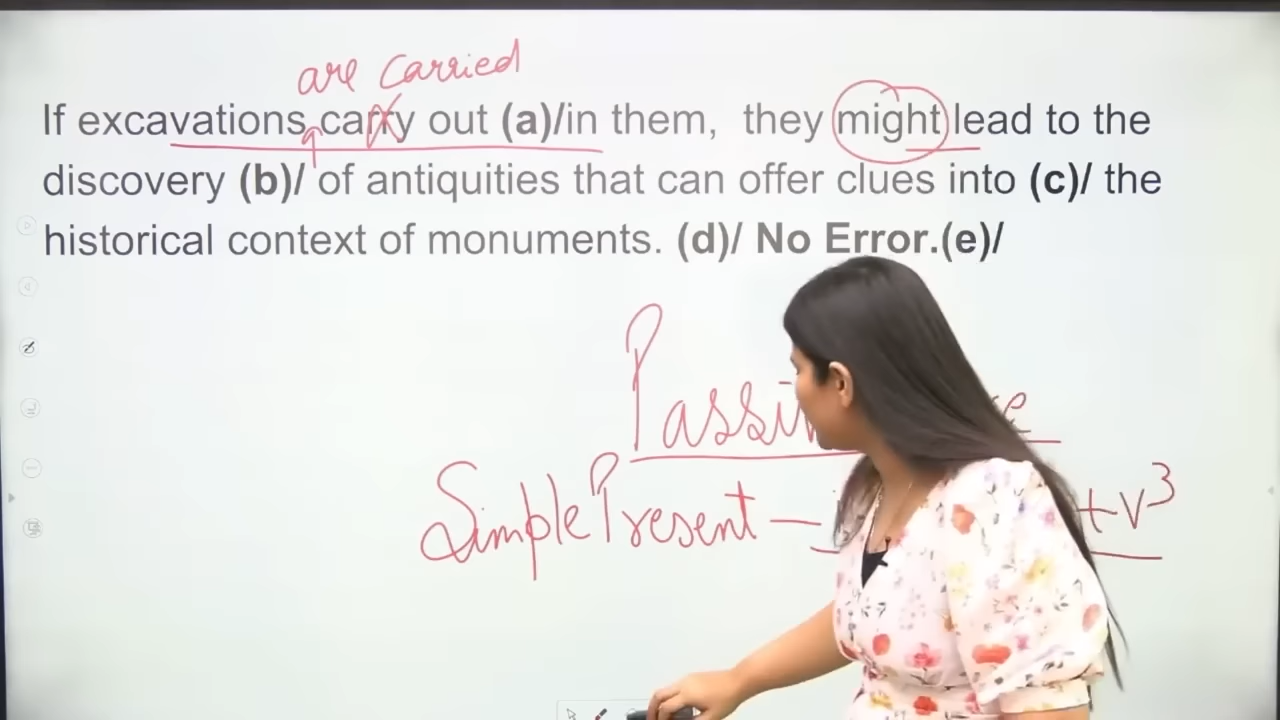 are carried
If excavations carry out (a)/in them, they might lead to the
discovery (b)/ of antiquities that can offer clues into (c)/ the
historical context of monuments. (d)/ No Error.(e)/
Simple Present — +v³